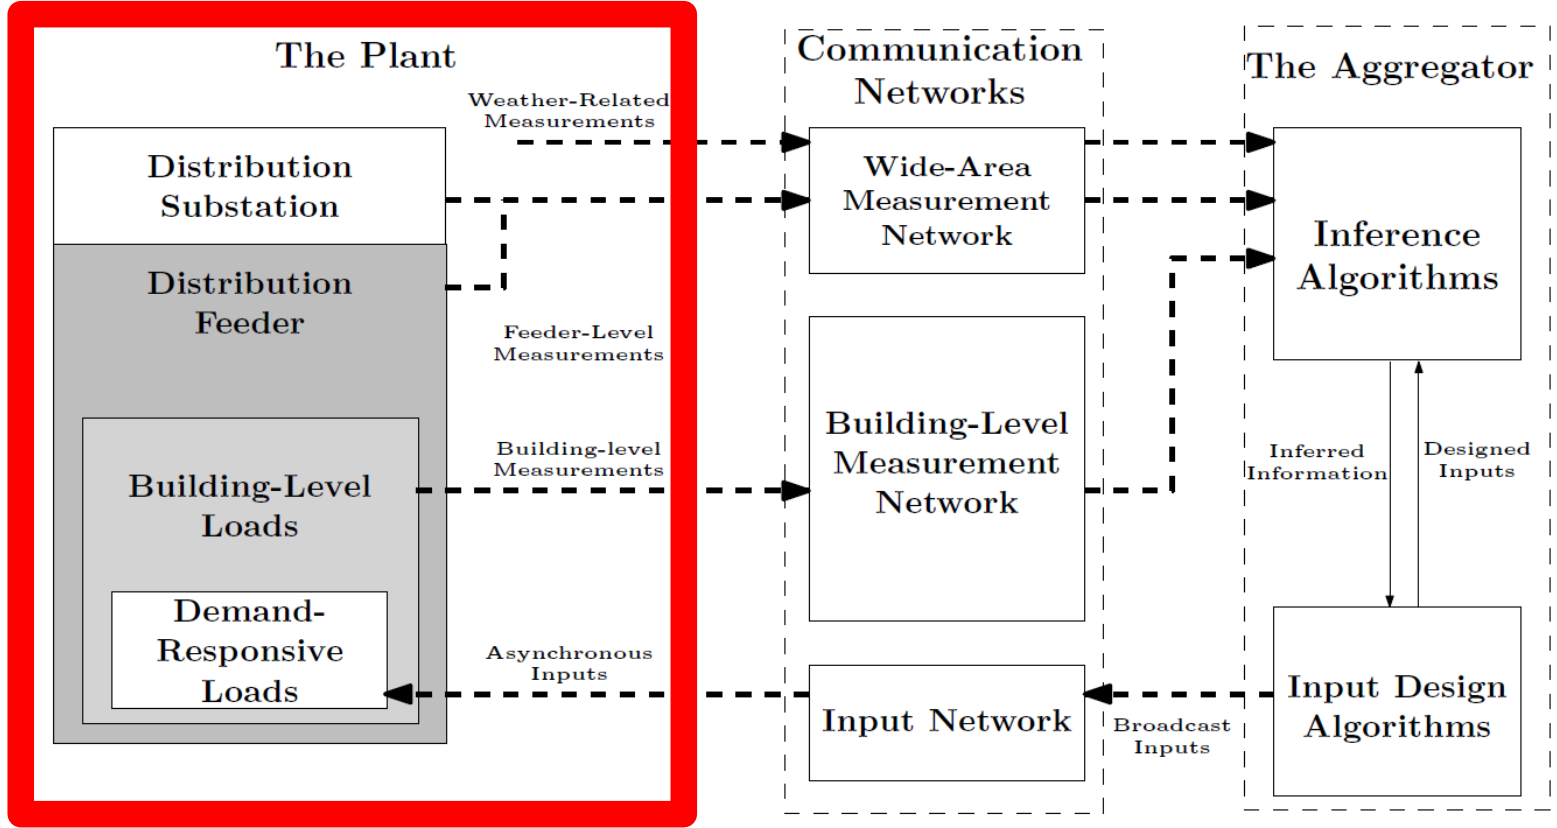 The Plant
Weather-Related
Measurements
Distribution
Substation
Distribution
Feeder
Feeder-Level
Measurements
Building-level
Measurements
Building-Level
Loads
Demand-
Responsive
Loads
Asynchronous
Inputs
Communication
Networks
Wide-Area
Measurement
Network
Building-Level
Measurement
Network
Input Network
Broadcast
Inputs
The Aggregator
Inference
Algorithms
Inferred
Information
Designed
Inputs
Input Design
Algorithms